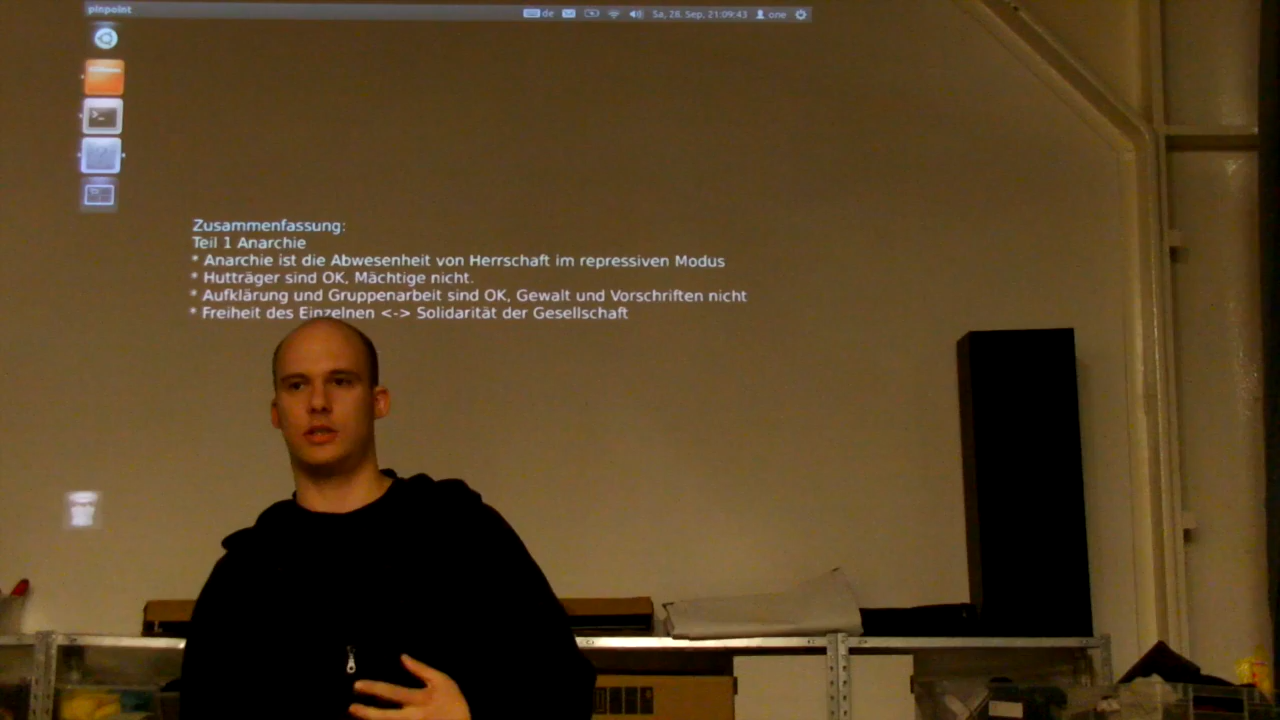 pinpoint
de Sa, 28. Sep, 21:09:43 one
Zusammenfassung:
Teil 1 Anarchie
* Anarchie ist die Abwesenheit von Herrschaft im repressiven Modus
* Hutträger sind OK, Mächtige nicht.
* Aufklärung und Gruppenarbeit sind OK, Gewalt und Vorschriften nicht
* Freiheit des Einzelnen <-> Solidarität der Gesellschaft